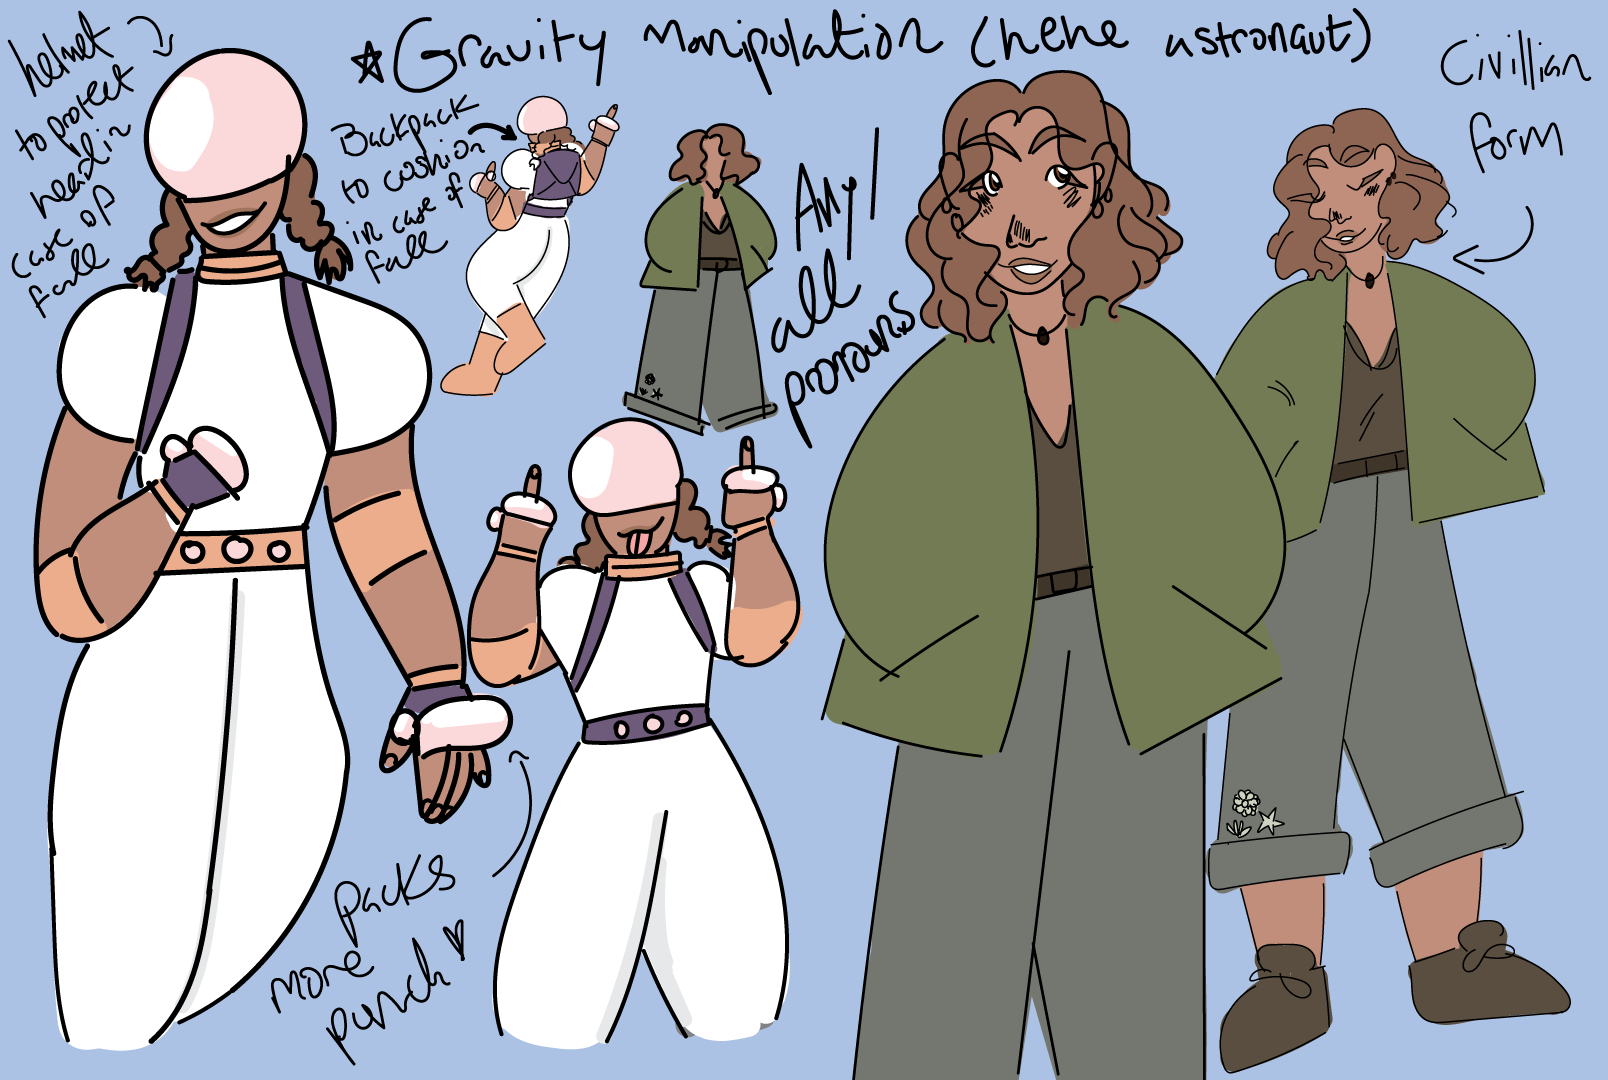 ☆Gravity Manipulation (hehe astronaut)
helmet
to protect
head in
case of
fall
Backpack
to cushion
in case of
fall
Any/
all
pronouns
Civillian
form
packs
more
punch♡